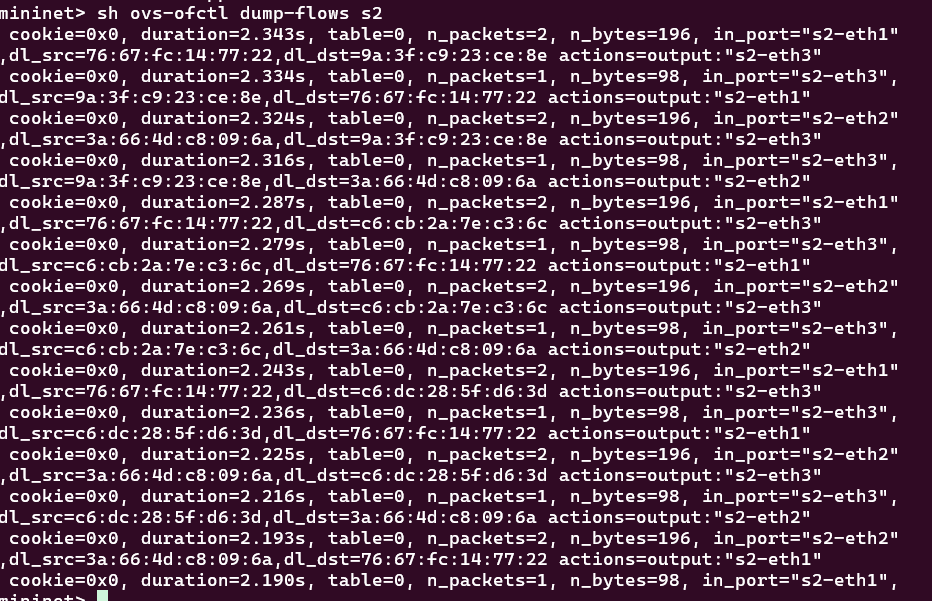 mininet> sh ovs-ofctl dump-flows s2
cookie=0x0, duration=2.343s, table=0, n_packets=2, n_bytes=196, in_port="s2-eth1"
,dl_src=76:67:fc:14:77:22,dl_dst=9a:3f:c9:23:ce:8e actions=output:"s2-eth3"
cookie=0x0, duration=2.334s, table=0, n_packets=1, n_bytes=98, in_port="s2-eth3",
dl_src=9a:3f:c9:23:ce:8e,dl_dst=76:67:fc:14:77:22 actions=output:"s2-eth1"
cookie=0x0, duration=2.324s, table=0, n_packets=2, n_bytes=196, in_port="s2-eth2"
,dl_src=3a:66:4d:c8:09:6a,dl_dst=9a:3f:c9:23:ce:8e actions=output:"s2-eth3"
cookie=0x0, duration=2.316s, table=0, n_packets=1, n_bytes=98, in_port="s2-eth3",
dl_src=9a:3f:c9:23:ce:8e,dl_dst=3a:66:4d:c8:09:6a actions=output:"s2-eth2"
cookie=0x0, duration=2.287s, table=0, n_packets=2, n_bytes=196, in_port="s2-eth1"
,dl_src=76:67:fc:14:77:22,dl_dst=c6:cb:2a:7e:c3:6c actions=output:"s2-eth3"
cookie=0x0, duration=2.279s, table=0, n_packets=1, n_bytes=98, in_port="s2-eth3",
dl_src=c6:cb:2a:7e:c3:6c,dl_dst=76:67:fc:14:77:22 actions=output:"s2-eth1"
cookie=0x0, duration=2.269s, table=0, n_packets=2, n_bytes=196, in_port="s2-eth2"
,dl_src=3a:66:4d:c8:09:6a,dl_dst=c6:cb:2a:7e:c3:6c actions=output:"s2-eth3"
cookie=0x0, duration=2.261s, table=0, n_packets=1, n_bytes=98, in_port="s2-eth3",
dl_src=c6:cb:2a:7e:c3:6c,dl_dst=3a:66:4d:c8:09:6a actions=output:"s2-eth2"
cookie=0x0, duration=2.243s, table=0, n_packets=2, n_bytes=196, in_port="s2-eth1"
,dl_src=76:67:fc:14:77:22,dl_dst=c6:dc:28:5f:d6:3d actions=output:"s2-eth3"
cookie=0x0, duration=2.236s, table=0, n_packets=1, n_bytes=98, in_port="s2-eth3",
dl_src=c6:dc:28:5f:d6:3d,dl_dst=76:67:fc:14:77:22 actions=output:"s2-eth1"
cookie=0x0, duration=2.225s, table=0, n_packets=2, n_bytes=196, in_port="s2-eth2"
,dl_src=3a:66:4d:c8:09:6a,dl_dst=c6:dc:28:5f:d6:3d actions=output:"s2-eth3"
cookie=0x0, duration=2.216s, table=0, n_packets=1, n_bytes=98, in_port="s2-eth3",
dl_src=c6:dc:28:5f:d6:3d,dl_dst=3a:66:4d:c8:09:6a actions=output:"s2-eth2"
cookie=0x0, duration=2.193s, table=0, n_packets=2, n_bytes=196, in_port="s2-eth2"
,dl_src=3a:66:4d:c8:09:6a,dl_dst=76:67:fc:14:77:22 actions=output:"s2-eth1"
cookie=0x0, duration=2.190s, table=0, n_packets=1, n_bytes=98, in_port="s2-eth1",
mininet>